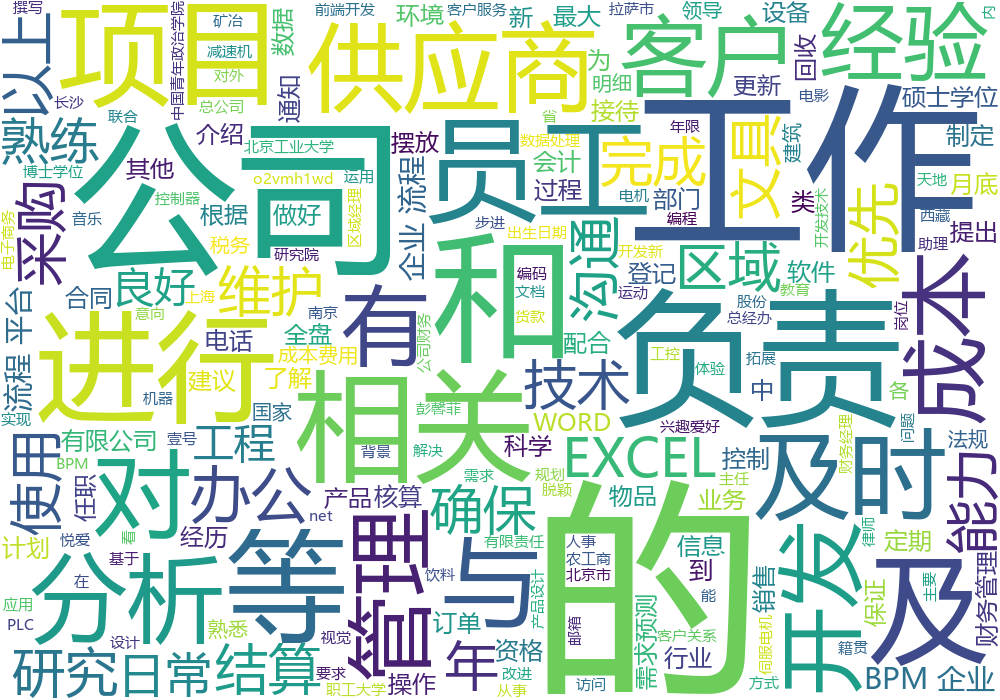 撰写
矿冶
前端开发
环境
客户服务
新
最大
拉萨市
领导
设备
内
减速机
数据
项目
供应商
客户
经验
以上
对外
中国青年政治学院
总公司
通知
为
明细
回收
更新
电影
硕士学位
长沙
联合
介绍
摆放
接待
省
年限
建筑
制定
熟练
公司
员工
工作
北京工业大学
数据处理
会计
完成
文具
博士学位
其他
控制器
o2vmh1wd
运用
流程
过程
电机
部门
编程
类
开发技术
优先
天地
月底
采购
音乐
根据
做好
区域经理
企业
步进
出生日期
西藏
助理
提出
电子商务
税务
研究院
和
沟通
开发新
登记
区域
软件
良好
维护
有
编码
文档
运动
股份
教育
岗位
成本
平台
合同
上海
意向
南京
全盘
货款
总经办
负责
进行
电话
公司财务
配合
流程
成本费用
相关
工控
体验
拓展
中
各
实现
机器
建议
了解
彭馨菲
技术
兴趣爱好
财务经理
问题
法规
使用
有限公司
壹号
国家
WORD
背景
解决
科学
EXCEL
控制
及时
能力
BPM
任职
对
工程
办公
产品
核算
需求
规划
脱颖
主任
物品
业务
net
计划
悦爱
看
经历
管理
确保
有限责任
人事
农工商
北京市
信息
律师
定期
分析
等
基于
在
饮料
与
的
能
到
销售
开发
保证
主要
及
财务管理
应用
PLC
设计
熟悉
视觉
订单
产品设计
邮箱
客户关系
需求预测
伺服电机
籍贯
研究
日常
结算
要求
职工大学
操作
年
资格
改进
从事
访问
行业
方式
BPM
企业